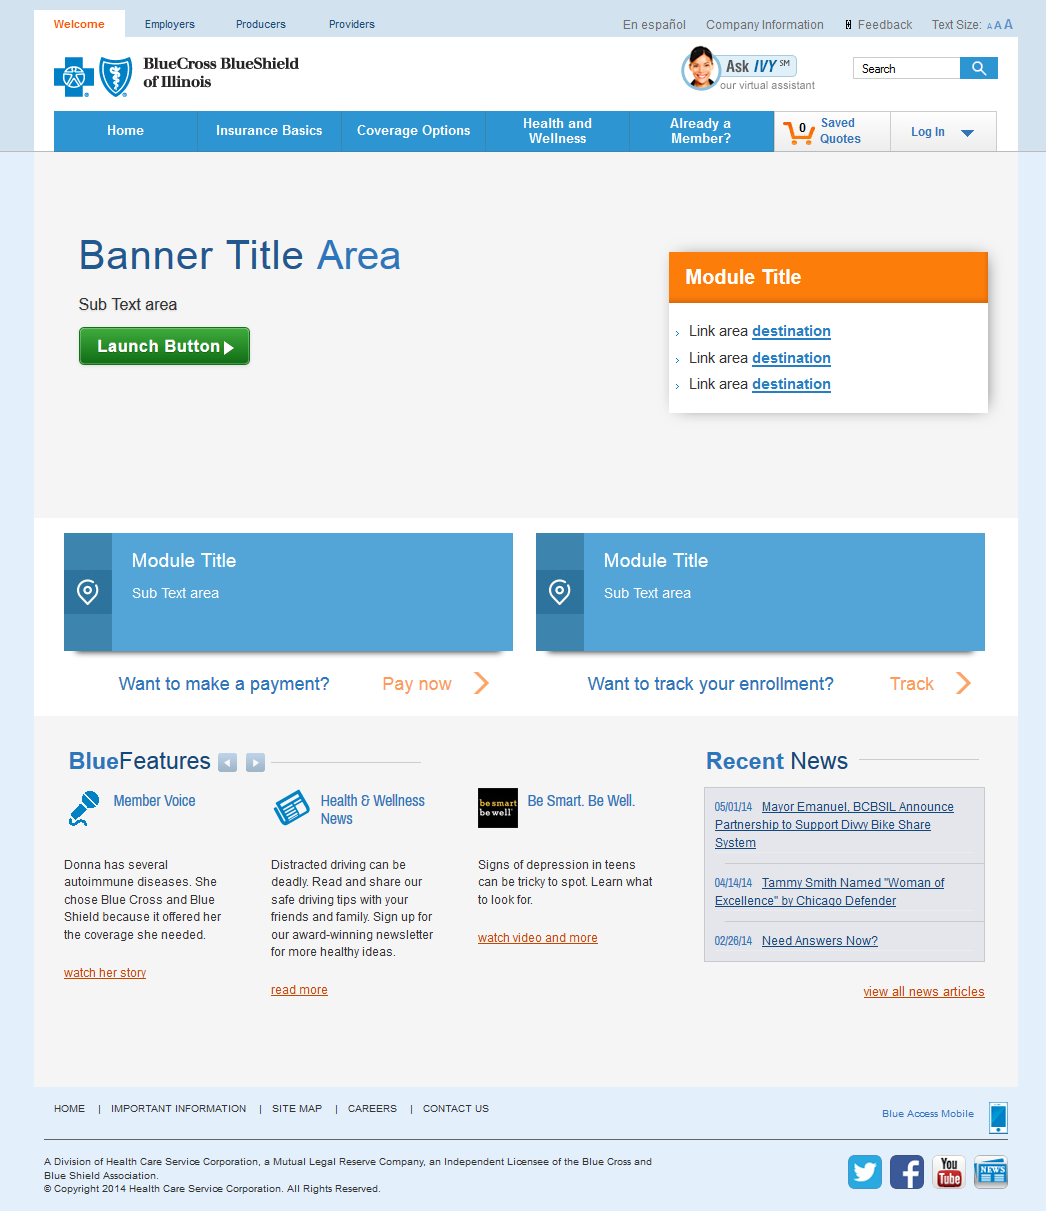 Welcome
Employers
Producers
Providers
En español
Company Information
Feedback
Text Size: A A A
BlueCross BlueShield
of Illinois
Ask IVY SM
our virtual assistant
Search
Home
Insurance Basics
Coverage Options
Health and
Wellness
Already a
Member?
0
Saved
Quotes
Log In
Banner Title Area
Sub Text area
Launch Button
Module Title
Link area destination
Link area destination
Link area destination
Module Title
Sub Text area
Module Title
Sub Text area
Want to make a payment?
Pay now
Want to track your enrollment?
Track
BlueFeatures
Member Voice
Donna has several
autoimmune diseases. She
chose Blue Cross and Blue
Shield because it offered her
the coverage she needed.
watch her story
Health & Wellness
News
Distracted driving can be
deadly. Read and share our
safe driving tips with your
friends and family. Sign up for
our award-winning newsletter
for more healthy ideas.
read more
be smart
be well
Be Smart. Be Well.
Signs of depression in teens
can be tricky to spot. Learn what
to look for.
watch video and more
Recent News
05/01/14 Mayor Emanuel, BCBSIL Announce
Partnership to Support Divvy Bike Share
System
04/14/14 Tammy Smith Named "Woman of
Excellence" by Chicago Defender
02/26/14 Need Answers Now?
view all news articles
HOME | IMPORTANT INFORMATION | SITE MAP | CAREERS | CONTACT US
Blue Access Mobile
A Division of Health Care Service Corporation, a Mutual Legal Reserve Company, an Independent Licensee of the Blue Cross and
Blue Shield Association.
© Copyright 2014 Health Care Service Corporation. All Rights Reserved.
You
Tube
NEWS